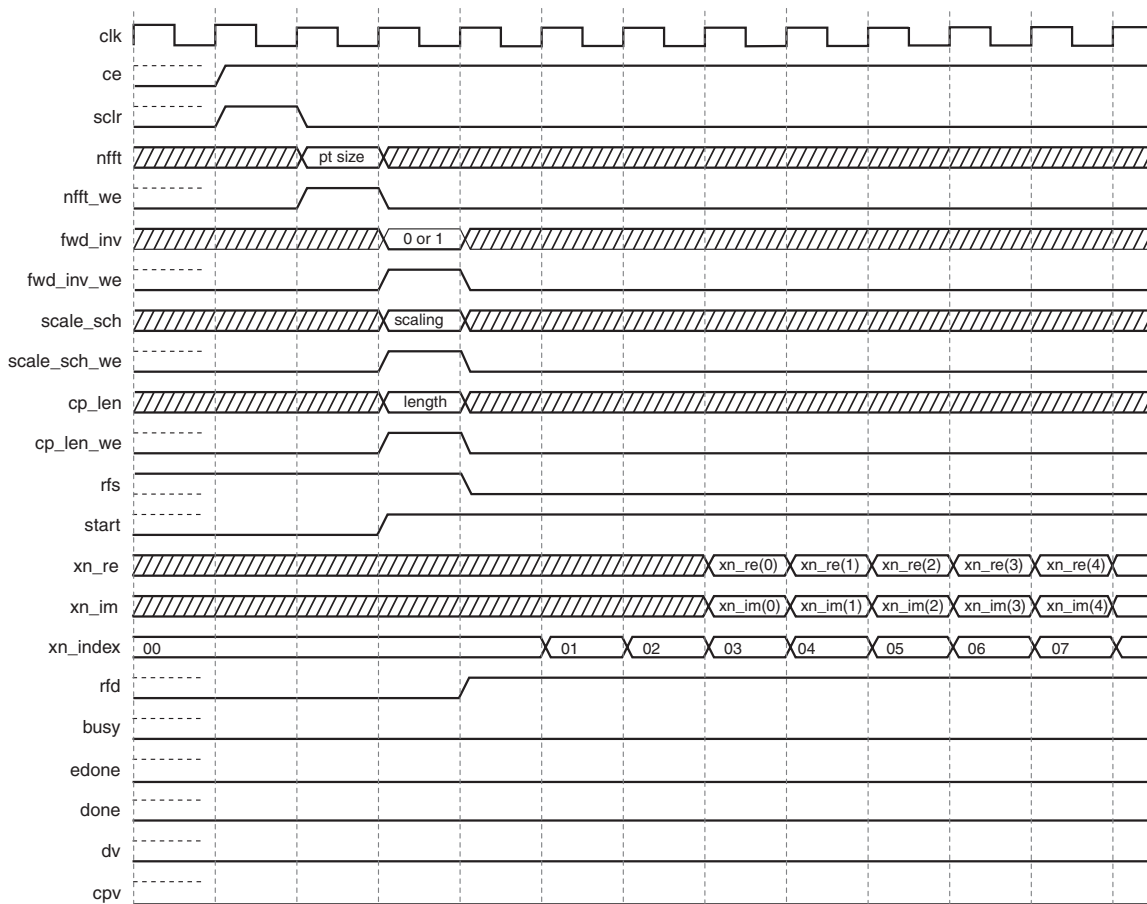 clk
ce
sclr
nfft pt size
nfft_we
fwd_inv 0 or 1
fwd_inv_we
scale_sch scaling
scale_sch_we
cp_len length
cp_len_we
rfs
start
xn_re xn_re(0) xn_re(1) xn_re(2) xn_re(3) xn_re(4)
xn_im xn_im(0) xn_im(1) xn_im(2) xn_im(3) xn_im(4)
xn_index 00 01 02 03 04 05 06 07
rfd
busy
edone
done
dv
cpv